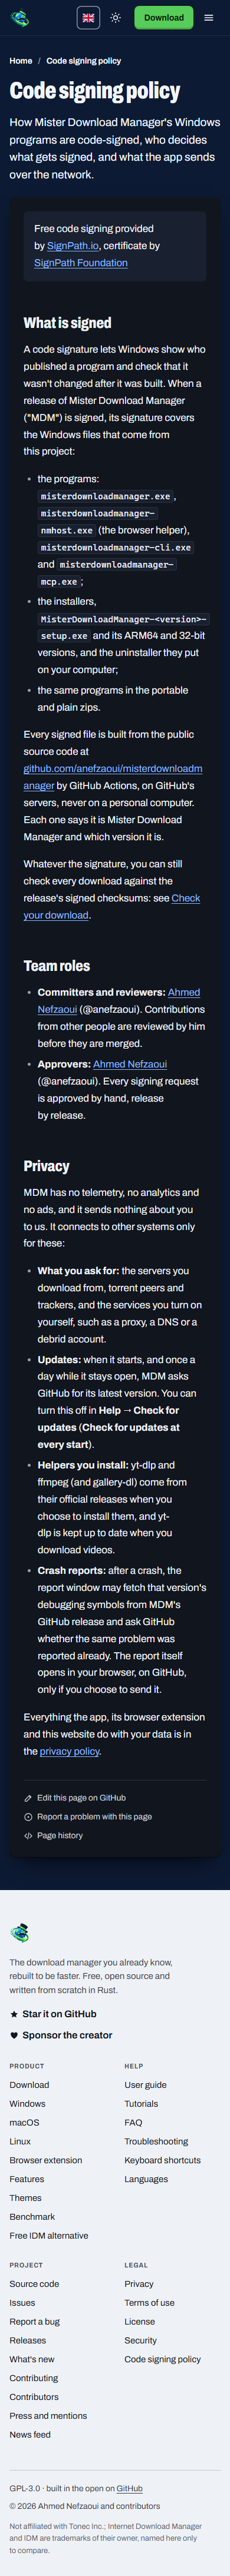 Download
Home / Code signing policy
Code signing policy
How Mister Download Manager's Windows
programs are code-signed, who decides
what gets signed, and what the app sends
over the network.
Free code signing provided
by SignPath.io, certificate by
SignPath Foundation
What is signed
A code signature lets Windows show who
published a program and check that it
wasn't changed after it was built. When a
release of Mister Download Manager
("MDM") is signed, its signature covers
the Windows files that come from
this project:
• the programs:
misterdownloadmanager.exe,
misterdownloadmanager-
nmhost.exe (the browser helper),
misterdownloadmanager-cli.exe
and misterdownloadmanager-
mcp.exe;
• the installers,
MisterDownloadManager-<version>-
setup.exe and its ARM64 and 32-bit
versions, and the uninstaller they put
on your computer;
• the same programs in the portable
and plain zips.
Every signed file is built from the public
source code at
github.com/anefzaoui/misterdownloadm
anager by GitHub Actions, on GitHub's
servers, never on a personal computer.
Each one says it is Mister Download
Manager and which version it is.
Whatever the signature, you can still
check every download against the
release's signed checksums: see Check
your download.
Team roles
• Committers and reviewers: Ahmed
Nefzaoui (@anefzaoui). Contributions
from other people are reviewed by him
before they are merged.
• Approvers: Ahmed Nefzaoui
(@anefzaoui). Every signing request
is approved by hand, release
by release.
Privacy
MDM has no telemetry, no analytics and
no ads, and it sends nothing about you
to us. It connects to other systems only
for these:
• What you ask for: the servers you
download from, torrent peers and
trackers, and the services you turn on
yourself, such as a proxy, a DNS or a
debrid account.
• Updates: when it starts, and once a
day while it stays open, MDM asks
GitHub for its latest version. You can
turn this off in Help → Check for
updates (Check for updates at
every start).
• Helpers you install: yt-dlp and
ffmpeg (and gallery-dl) come from
their official releases when you
choose to install them, and yt-
dlp is kept up to date when you
download videos.
• Crash reports: after a crash, the
report window may fetch that version's
debugging symbols from MDM's
GitHub release and ask GitHub
whether the same problem was
reported already. The report itself
opens in your browser, on GitHub,
only if you choose to send it.
Everything the app, its browser extension
and this website do with your data is in
the privacy policy.
Edit this page on GitHub
Report a problem with this page
Page history
The download manager you already know,
rebuilt to be faster. Free, open source and
written from scratch in Rust.
Star it on GitHub
Sponsor the creator
PRODUCT
Download
Windows
macOS
Linux
Browser extension
Features
Themes
Benchmark
Free IDM alternative
HELP
User guide
Tutorials
FAQ
Troubleshooting
Keyboard shortcuts
Languages
PROJECT
Source code
Issues
Report a bug
Releases
What's new
Contributing
Contributors
Press and mentions
News feed
LEGAL
Privacy
Terms of use
License
Security
Code signing policy
GPL-3.0 · built in the open on GitHub
© 2026 Ahmed Nefzaoui and contributors
Not affiliated with Tonec Inc.; Internet Download Manager
and IDM are trademarks of their owner, named here only
to compare.